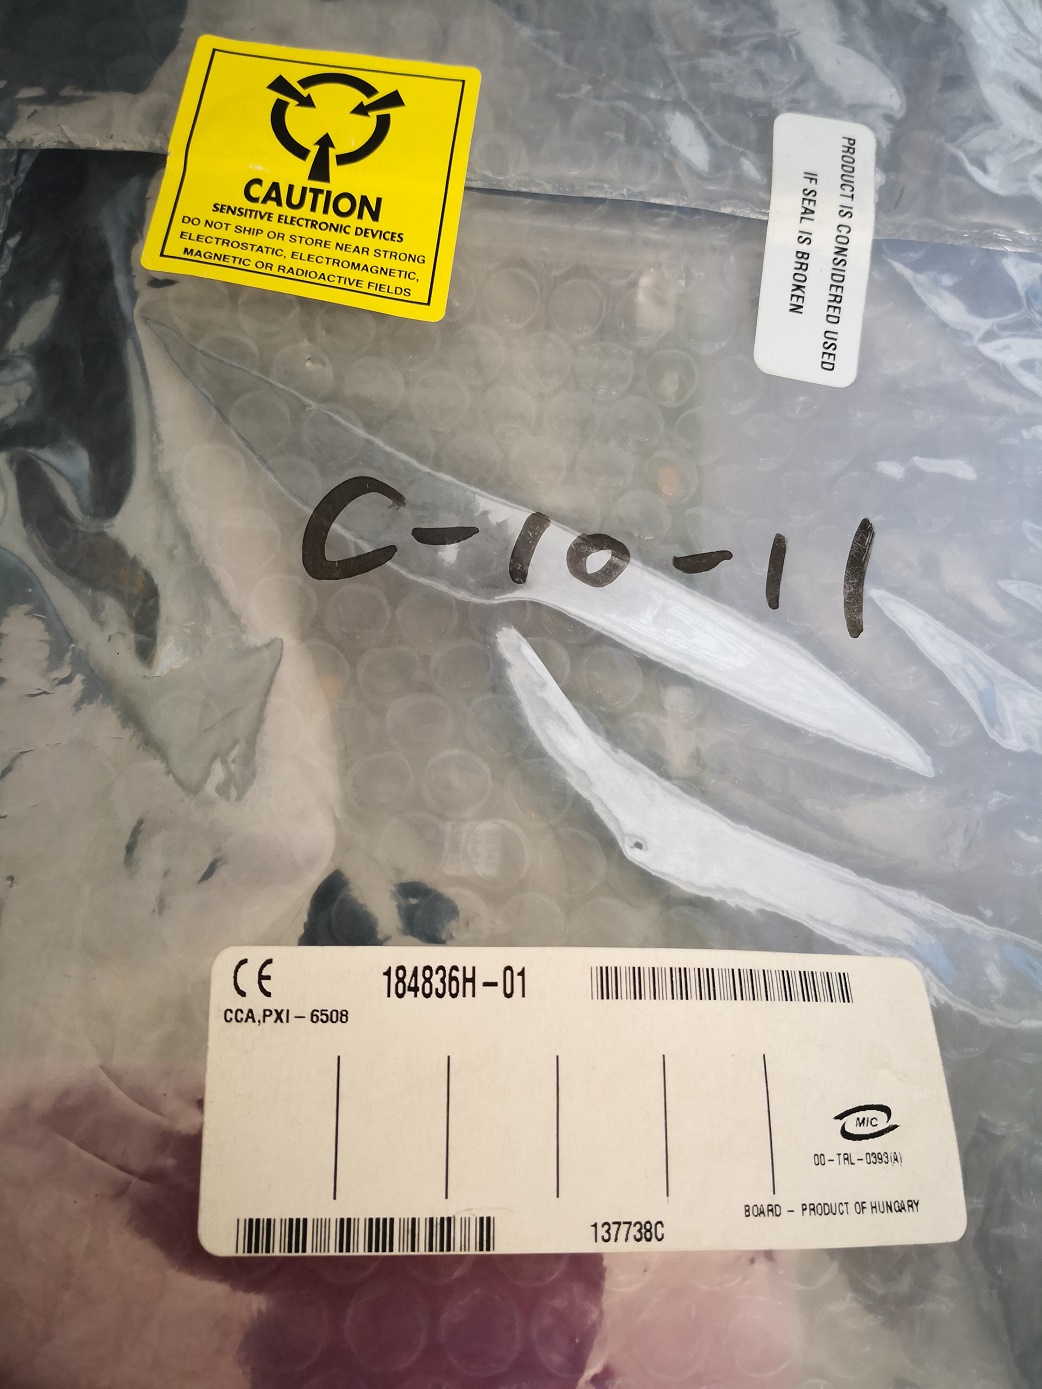 CAUTION
SENSITIVE ELECTRONIC DEVICES
DO NOT SHIP OR STORE NEAR STRONG
ELECTROSTATIC, ELECTROMAGNETIC,
MAGNETIC OR RADIOACTIVE FIELDS
PRODUCT IS CONSIDERED USED
IF SEAL IS BROKEN
C-10-11
CE 184836H-01
CCA,PXI-6508
MIC
00-TRL-0393(A)
BOARD - PRODUCT OF HUNGARY
137738C